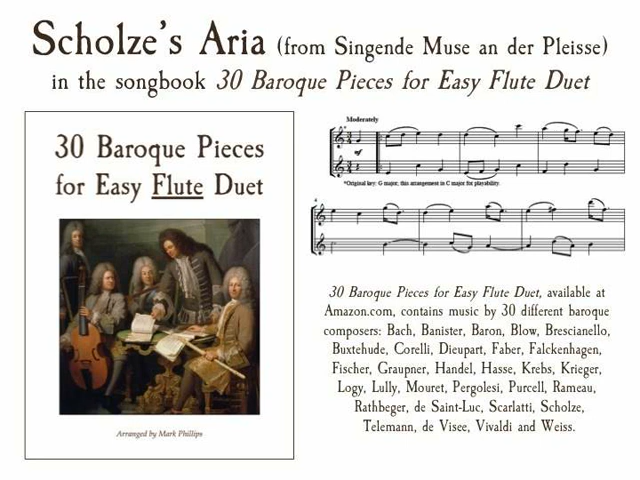 Scholze's Aria (from Singende Muse an der Pleisse)
in the songbook 30 Baroque Pieces for Easy Flute Duet
30 Baroque Pieces
for Easy Flute Duet
Arranged by Mark Phillips
Moderately
mf
*Original key: G major; this arrangement in C major for playability.
30 Baroque Pieces for Easy Flute Duet, available at
Amazon.com, contains music by 30 different baroque
composers: Bach, Banister, Baron, Blow, Brescianello,
Buxtehude, Corelli, Dieupart, Faber, Falckenhagen,
Fischer, Graupner, Handel, Hasse, Krebs, Krieger,
Logy, Lully, Mouret, Pergolesi, Purcell, Rameau,
Rathbeger, de Saint-Luc, Scarlatti, Scholze,
Telemann, de Visee, Vivaldi and Weiss.